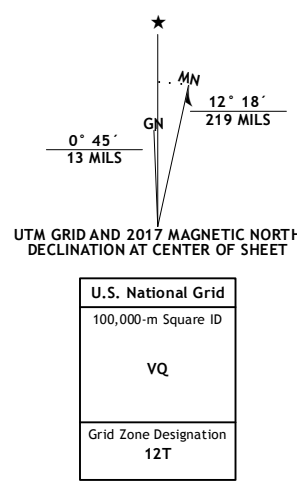 ★
MN
GN
12° 18´
219 MILS
0° 45´
13 MILS
UTM GRID AND 2017 MAGNETIC NORTH
DECLINATION AT CENTER OF SHEET
U.S. National Grid
100,000-m Square ID
VQ
Grid Zone Designation
12T